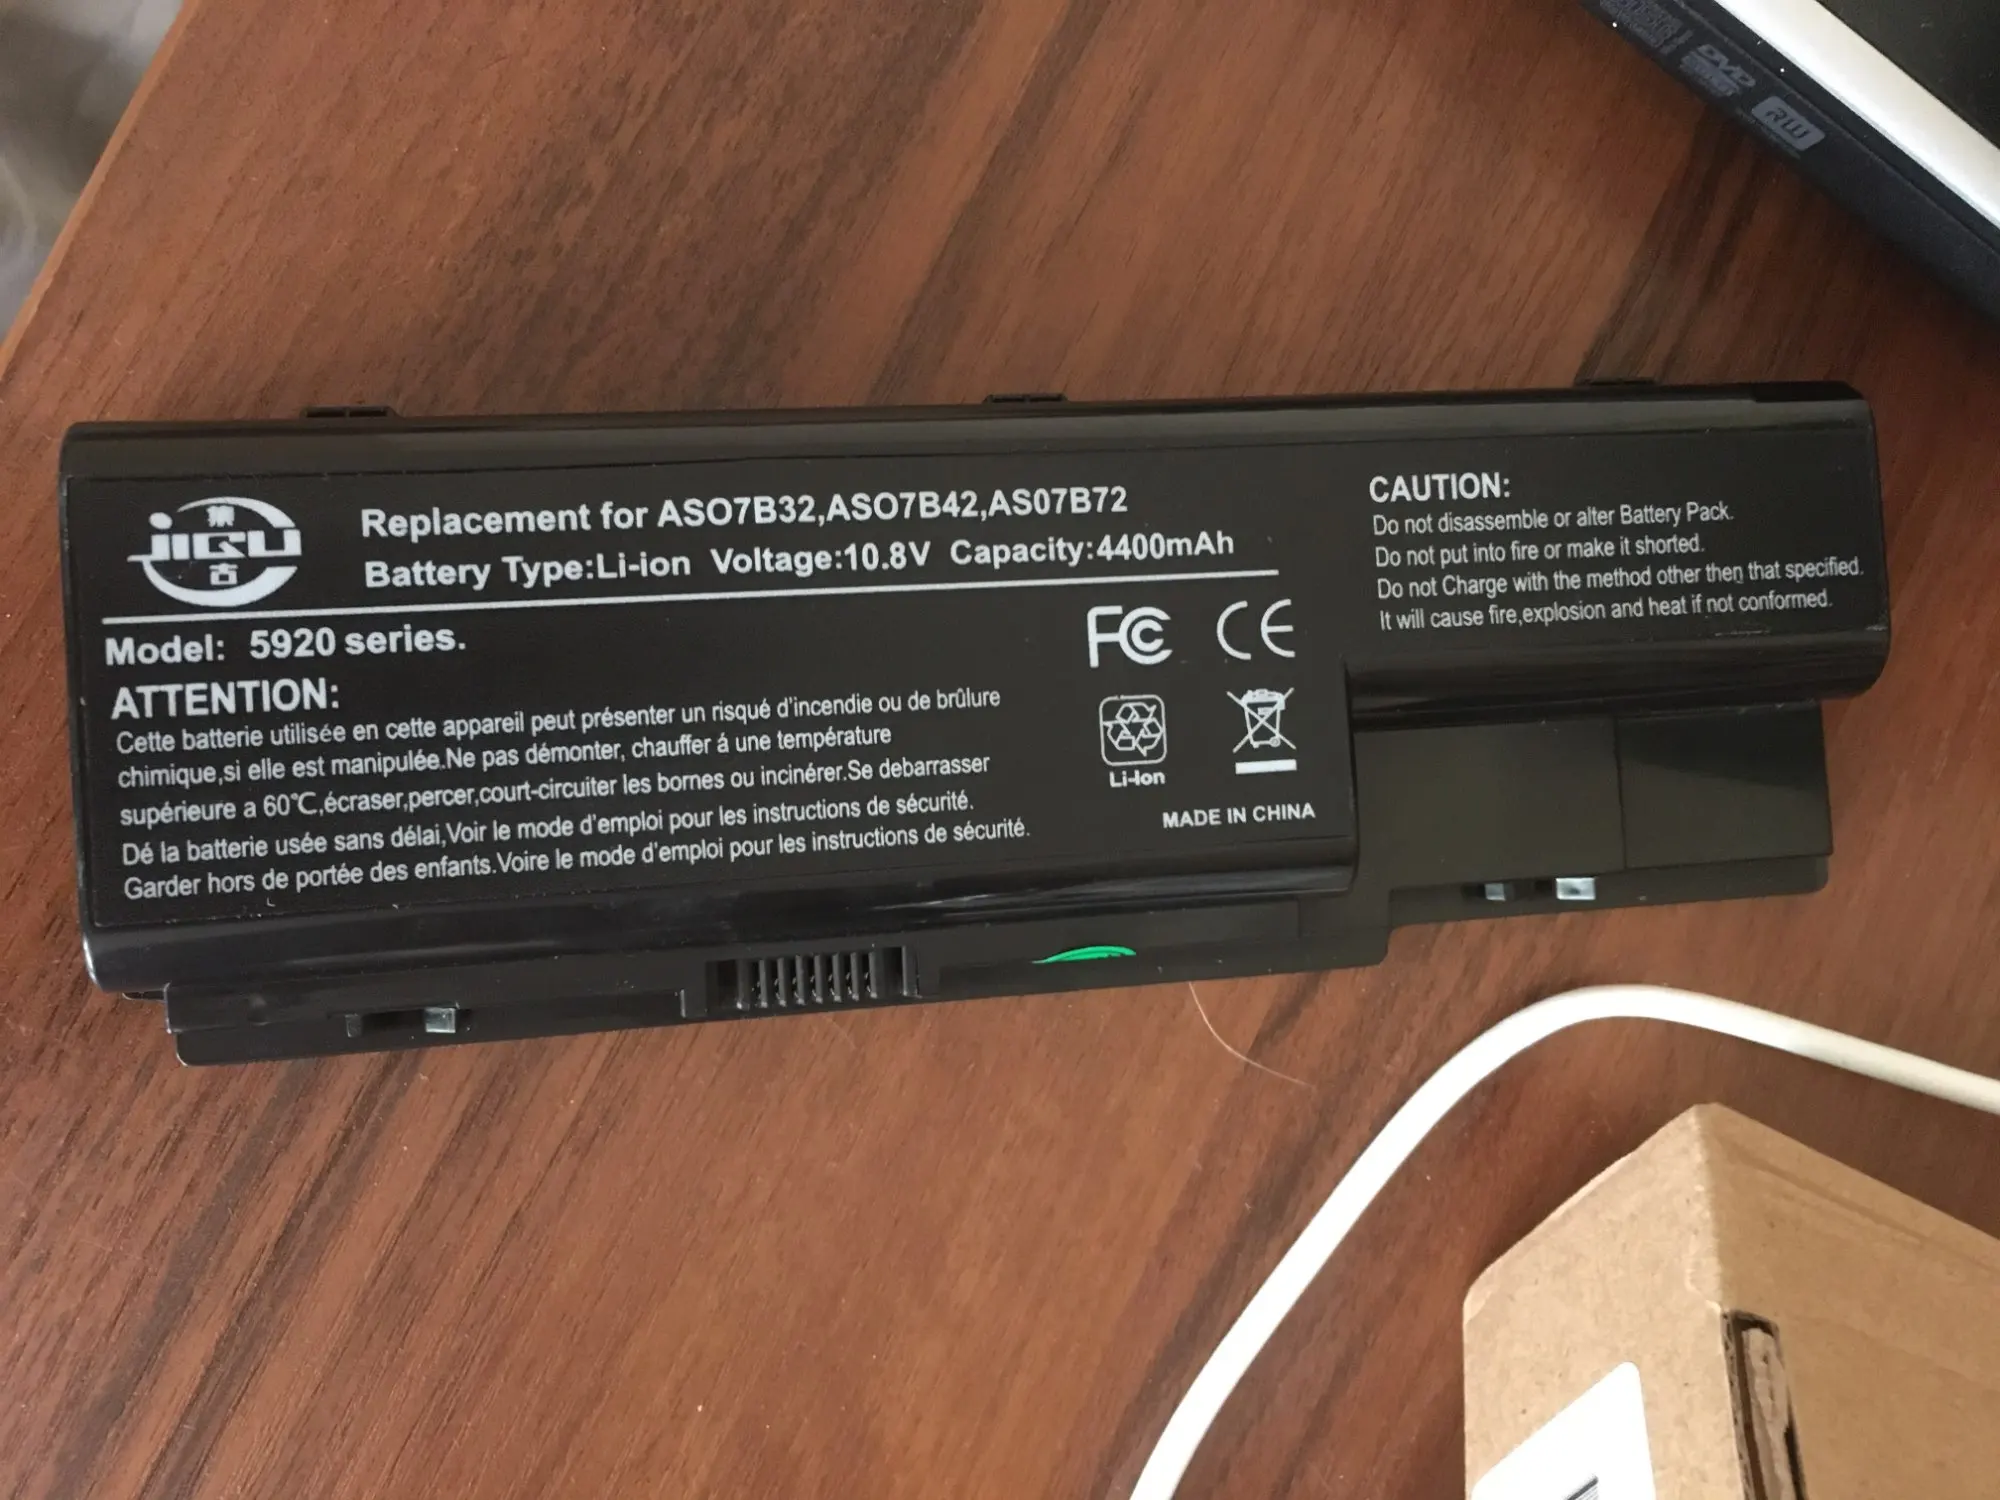 集
JIGU
古
Replacement for ASO7B32,ASO7B42,AS07B72
Battery Type:Li-ion Voltage:10.8V Capacity:4400mAh
Model: 5920 series.
ATTENTION:
Cette batterie utilisée en cette appareil peut présenter un risqué d'incendie ou de brûlure
chimique,si elle est manipulée.Ne pas démonter, chauffer á une température
supérieure a 60℃,écraser,percer,court-circuiter les bornes ou incinérer.Se debarrasser
Dé la batterie usée sans délai,Voir le mode d'emploi pour les instructions de sécurité.
Garder hors de portée des enfants.Voire le mode d'emploi pour les instructions de sécurité.
FC CE
Li-Ion
MADE IN CHINA
CAUTION:
Do not disassemble or alter Battery Pack.
Do not put into fire or make it shorted.
Do not Charge with the method other then that specified.
It will cause fire,explosion and heat if not conformed.
DVD
RW